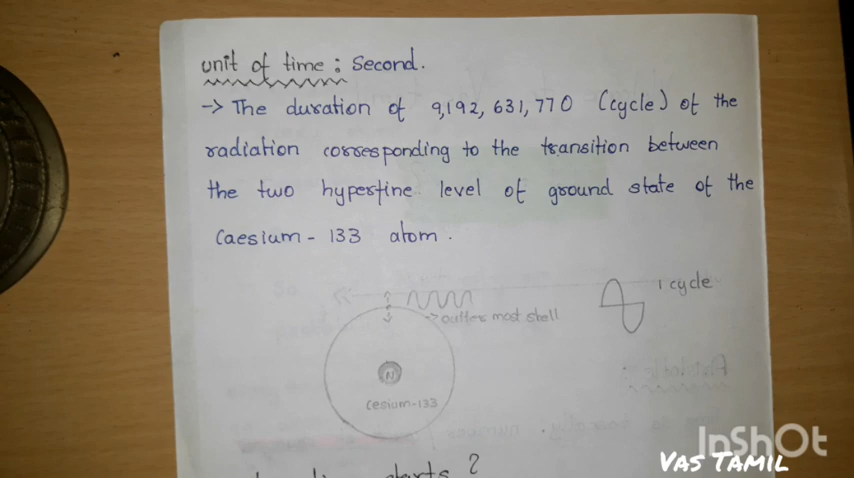 unit of time : Second.
-> The duration of 9,192, 631, 770 (cycle) of the
radiation corresponding to the transition between
the two hyperfine level of ground state of the
Caesium - 133 atom.
1 cycle
-> outter most shell
N
cesium-133
starts ?
InShOt
VAS TAMIL